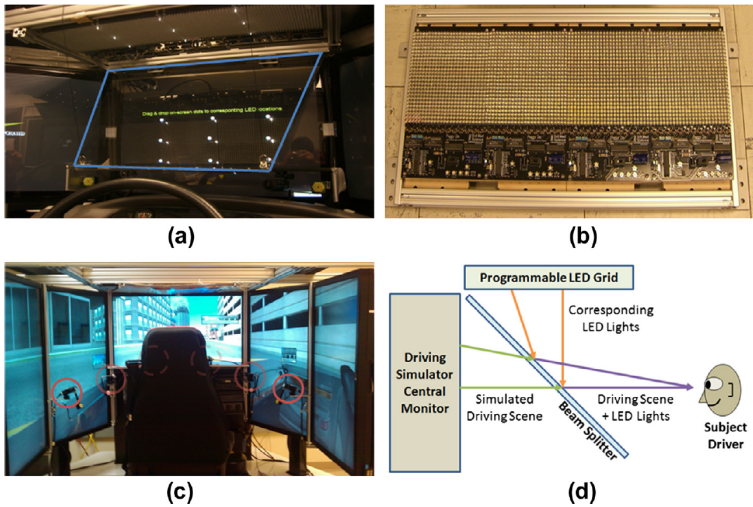 Drag & drop on-screen dots to corresponding LED locations
(a)
(b)
(c)
Programmable LED Grid
Corresponding
LED Lights
Driving
Simulator
Central
Monitor
Simulated
Driving Scene
Beam Splitter
Driving Scene
+ LED Lights
Subject
Driver
(d)